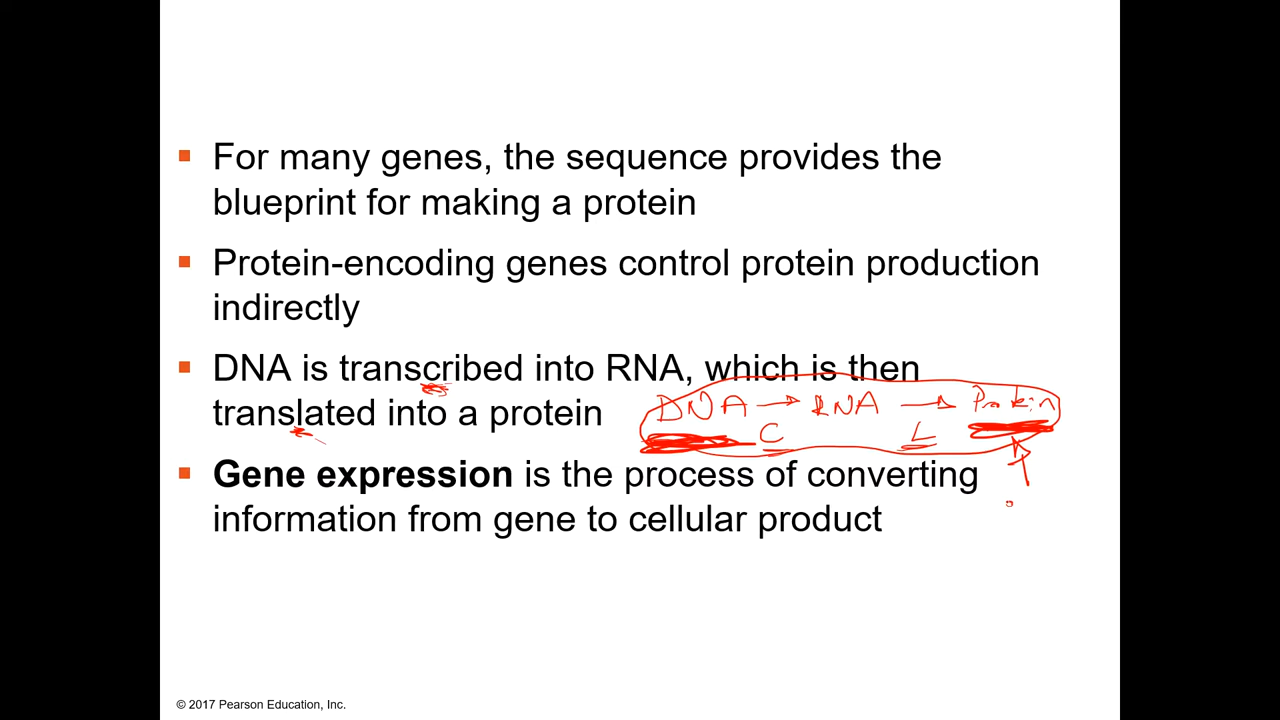 For many genes, the sequence provides the
blueprint for making a protein
Protein-encoding genes control protein production
indirectly
DNA is transcribed into RNA, which is then
translated into a protein
DNA → RNA → Protein
C L
Gene expression is the process of converting
information from gene to cellular product
© 2017 Pearson Education, Inc.